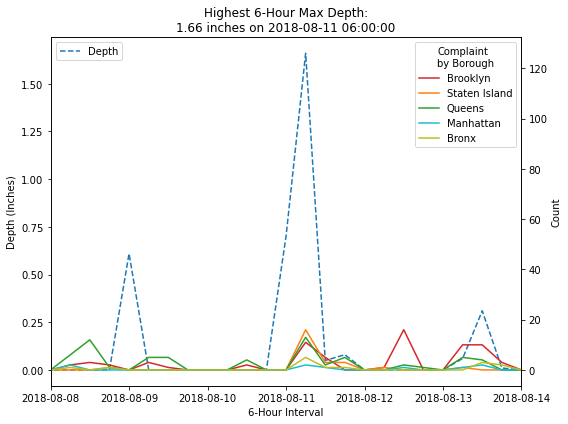 Highest 6-Hour Max Depth:
1.66 inches on 2018-08-11 06:00:00
Depth
Complaint
by Borough
Brooklyn
Staten Island
Queens
Manhattan
Bronx
Depth (Inches)
1.50
1.25
1.00
0.75
0.50
0.25
0.00
120
100
80
60
40
20
0
Count
2018-08-08 2018-08-09 2018-08-10 2018-08-11 2018-08-12 2018-08-13 2018-08-14
6-Hour Interval